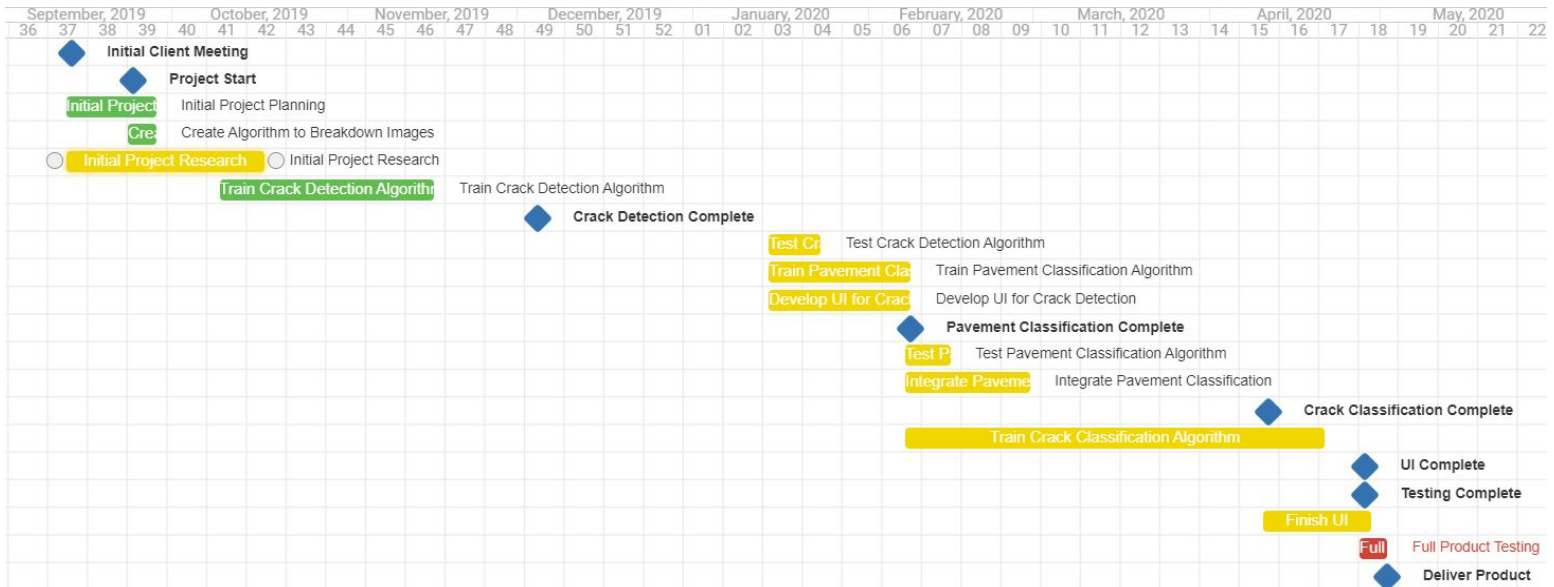 September, 2019 October, 2019 November, 2019 December, 2019 January, 2020 February, 2020 March, 2020 April, 2020 May, 2020
36 37 38 39 40 41 42 43 44 45 46 47 48 49 50 51 52 01 02 03 04 05 06 07 08 09 10 11 12 13 14 15 16 17 18 19 20 21 22
Initial Client Meeting
Project Start
Initial Project Initial Project Planning
Crea Create Algorithm to Breakdown Images
Initial Project Research Initial Project Research
Train Crack Detection Algorithr Train Crack Detection Algorithm
Crack Detection Complete
Test Cr Test Crack Detection Algorithm
Train Pavement Clas Train Pavement Classification Algorithm
Develop UI for Crac Develop UI for Crack Detection
Pavement Classification Complete
Test P Test Pavement Classification Algorithm
Integrate Paveme Integrate Pavement Classification
Crack Classification Complete
Train Crack Classification Algorithm
UI Complete
Testing Complete
Finish UI
Full Full Product Testing
Deliver Product